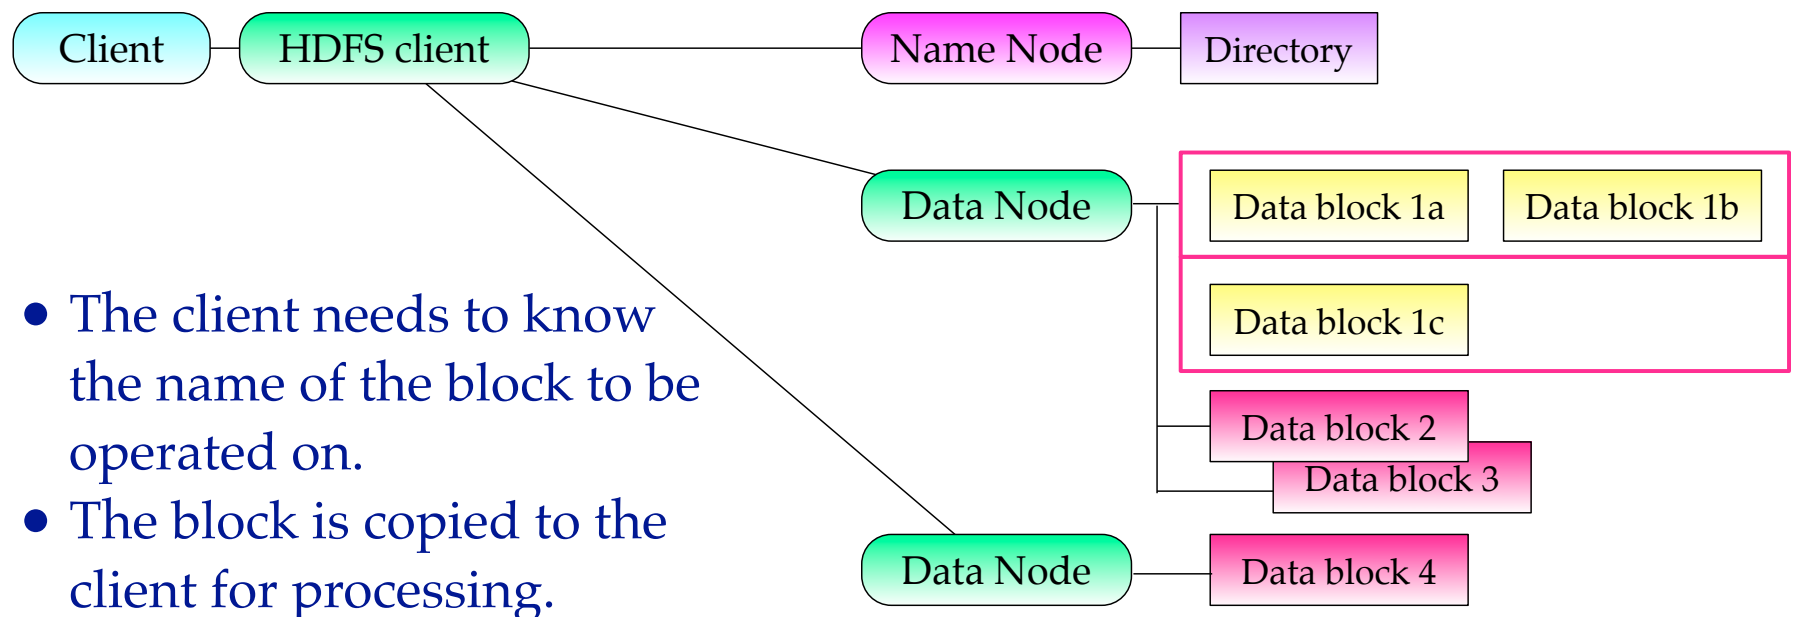 Client
HDFS client
Name Node
Directory
Data Node
Data block 1a
Data block 1b
Data block 1c
Data block 2
Data block 3
Data Node
Data block 4
● The client needs to know
the name of the block to be
operated on.
● The block is copied to the
client for processing.